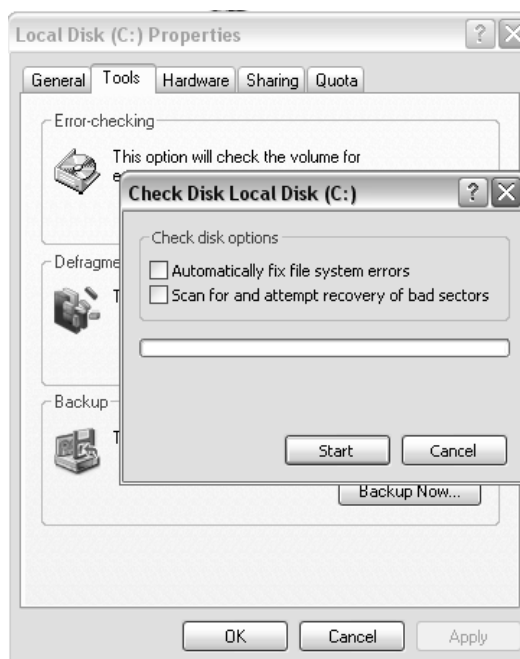 Local Disk (C:) Properties
General Tools Hardware Sharing Quota
Error-checking
This option will check the volume for
e
Check Disk Local Disk (C:)
Check disk options
Automatically fix file system errors
Scan for and attempt recovery of bad sectors
Start Cancel
Defragme
T
Backup
T
Backup Now...
OK Cancel Apply